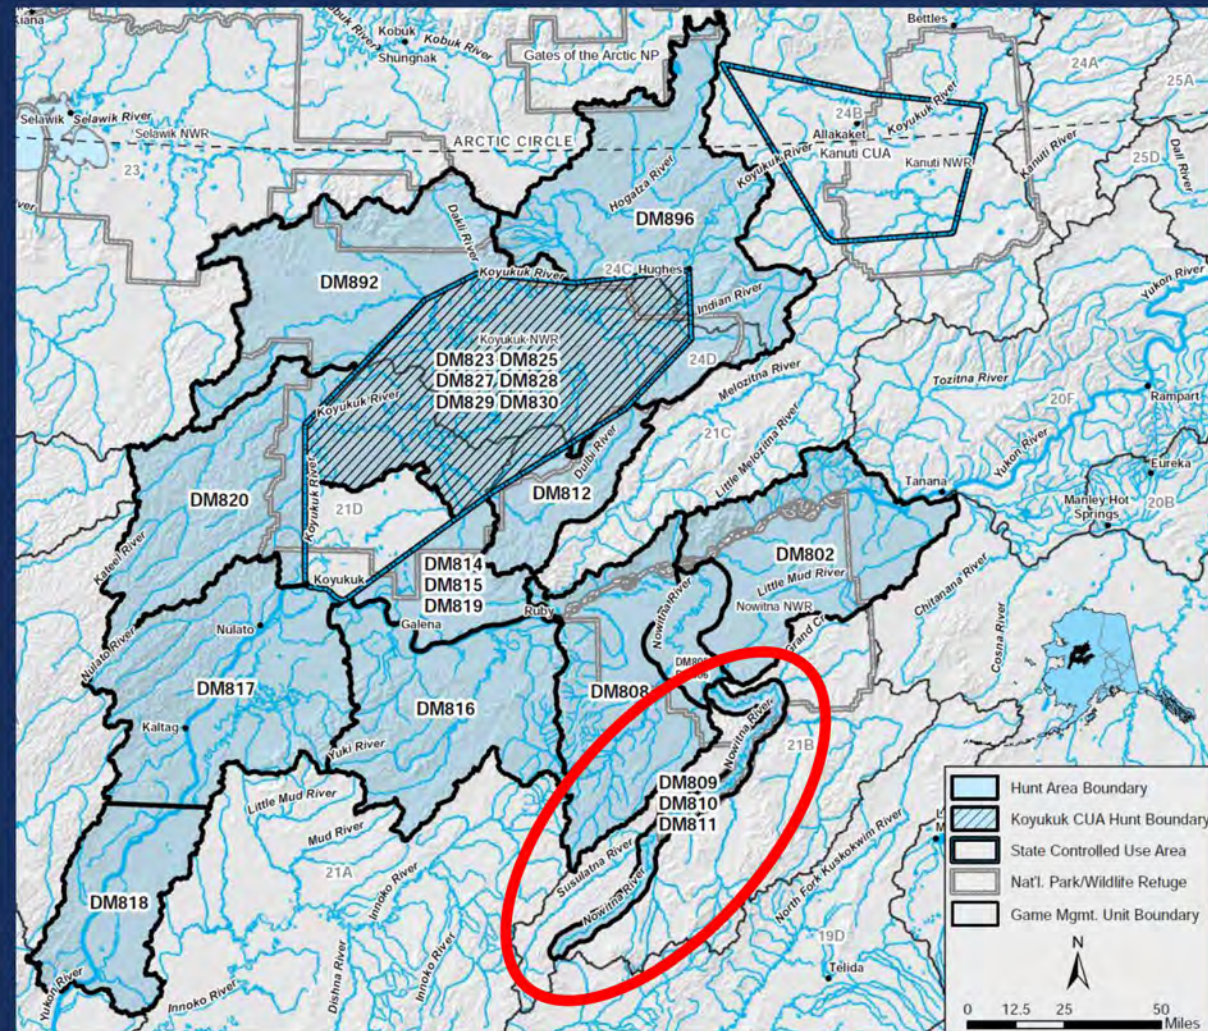 Kiana
Kobuk
Kobuk River
Kobuk River
Shungnak
Gates of the Arctic NP
Bettles
24A
25A
Selawik
Selawik River
Selawik NWR
ARCTIC CIRCLE
24B
Koyukuk River
Allakaket
Kanuti CUA
Kanuti NWR
Koyukuk River
Kanuti River
25D
Dall River
23
Hogatza River
DM896
Dakli River
DM892
Koyukuk River
24C
Hughes
Indian River
Yukon River
Koyukuk NWR
DM823 DM825
DM827 DM828
DM829 DM830
24D
Melozitna River
Tozitna River
20F
Rampart
Koyukuk River
21C
Little Melozitna River
Yukon River
Eureka
Dulbi River
DM820
Koyukuk River
21D
DM812
Tanana
Manley Hot
Springs
20B
Kateel River
DM802
DM814
DM815
DM819
Koyukuk
Little Mud River
Nowitna NWR
Chitanana River
Ruby
Galena
Nulato
Nowitna River
Grand Cr
Cosna River
Nulato River
DM817
DM816
DM808
Kaltag
Yuki River
Nowitna River
21B
DM809
DM810
DM811
Little Mud River
Mud River
21A
Innoko River
Susulatna River
Nowitna River
North Fork Kuskokwim River
DM818
19D
Telida
Yukon River
Innoko River
Dishna River
Innoko River
Hunt Area Boundary
Koyukuk CUA Hunt Boundary
State Controlled Use Area
Nat'l. Park/Wildlife Refuge
Game Mgmt. Unit Boundary
N
0 12.5 25 50
Miles